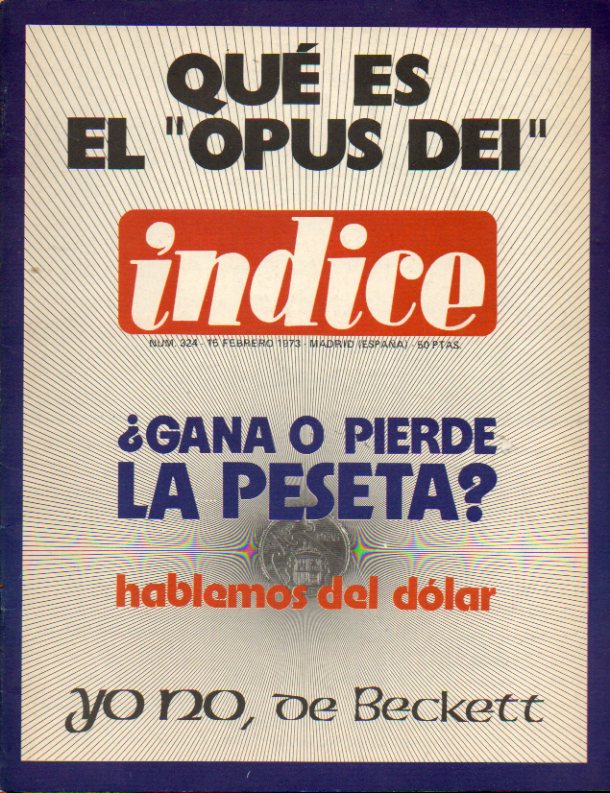 QUÉ ES
EL "OPUS DEI"
índice
NUM. 324 - 15 FEBRERO 1973 - MADRID (ESPAÑA) - 50 PTAS.
¿GANA O PIERDE
LA PESETA?
hablemos del dólar
yo no, de Beckett